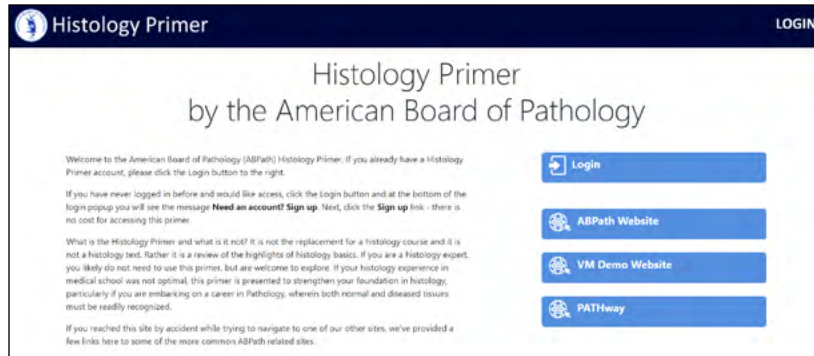 Histology Primer
LOGIN
Histology Primer
by the American Board of Pathology
Welcome to the American Board of Pathology (ABPath) Histology Primer. If you already have a Histology
Primer account, please click the Login button to the right.
If you have never logged in before and would like access, click the Login button and at the bottom of the
login popup you will see the message Need an account? Sign up. Next, click the Sign up link - there is
no cost for accessing this primer.
What is the Histology Primer and what is it not? It is not the replacement for a histology course and it is
not a histology text. Rather it is a review of the highlights of histology basics. If you are a histology expert,
you likely do not need to use this primer, but are welcome to explore. If your histology experience in
medical school was not optimal, this primer is presented to strengthen your foundation in histology,
particularly if you are embarking on a career in Pathology, wherein both normal and diseased tissues
must be readily recognized.
If you reached this site by accident while trying to navigate to one of our other sites, we've provided a
few links here to some of the more common ABPath related sites.
Login
ABPath Website
VM Demo Website
PATHway